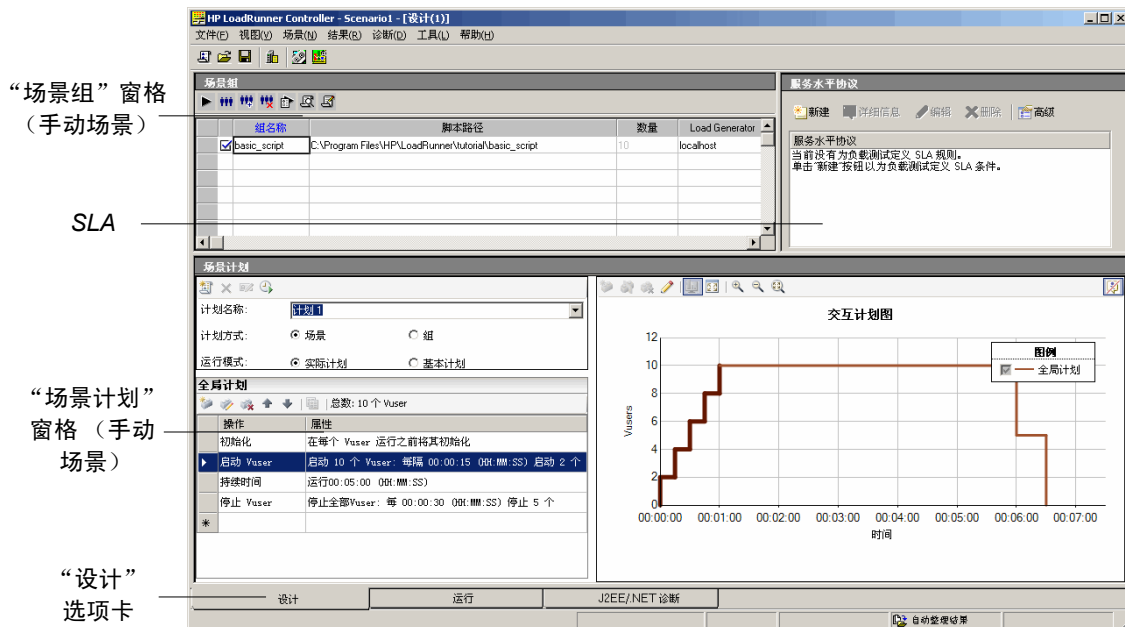 HP LoadRunner Controller - Scenario1 - [设计(1)]
文件(F) 视图(V) 场景(N) 结果(R) 诊断(D) 工具(L) 帮助(H)
“场景组”窗格
（手动场景）
场景组
组名称 脚本路径 数量 Load Generator
basic_script C:\Program Files\HP\LoadRunner\tutorial\basic_script 10 localhost
服务水平协议
新建 详细信息 编辑 删除 高级
服务水平协议
当前没有为负载测试定义 SLA 规则。
单击“新建”按钮以为负载测试定义 SLA 条件。
SLA
场景计划
计划名称: 计划 1
计划方式: 场景 组
运行模式: 实际计划 基本计划
全局计划
总数: 10 个 Vuser
“场景计划”
窗格（手动
场景）
操作 属性
初始化 在每个 Vuser 运行之前将其初始化
启动 Vuser 启动 10 个 Vuser: 每隔 00:00:15 (HH:MM:SS) 启动 2 个
持续时间 运行00:05:00 (HH:MM:SS)
停止 Vuser 停止全部Vuser: 每 00:00:30 (HH:MM:SS) 停止 5 个
*
交互计划图
图例
全局计划
Vusers
12
10
8
6
4
2
0
00:00:00 00:01:00 00:02:00 00:03:00 00:04:00 00:05:00 00:06:00 00:07:00
时间
“设计”
选项卡
设计 运行 J2EE/.NET 诊断
自动整理结果